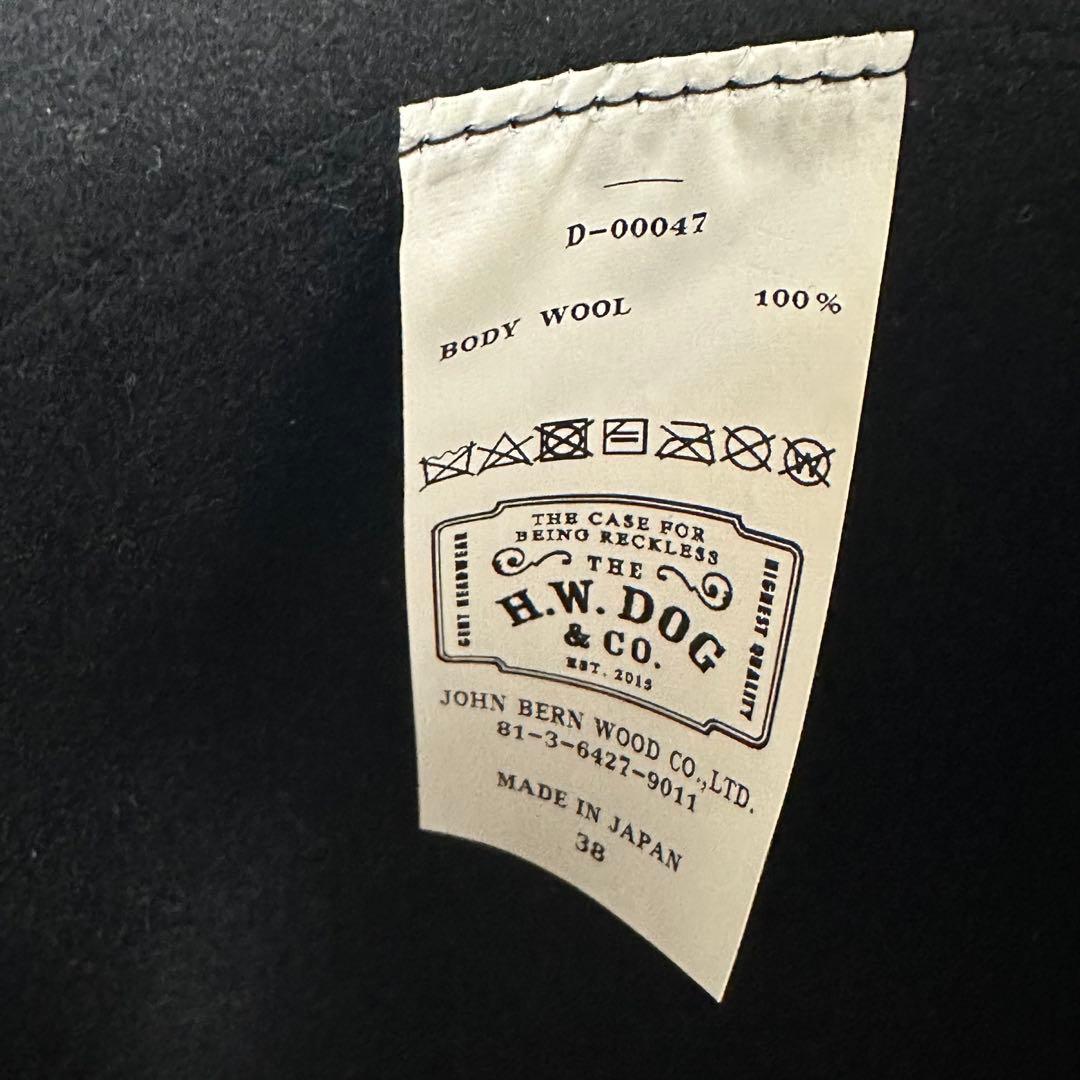 D-00047
BODY WOOL 100%
THE CASE FOR
BEING RECKLESS
THE
H.W. DOG
& CO.
EST. 2015
GENT HEADWEAR
HIGHEST QUALITY
JOHN BERN WOOD CO.,LTD.
81-3-6427-9011
MADE IN JAPAN
38